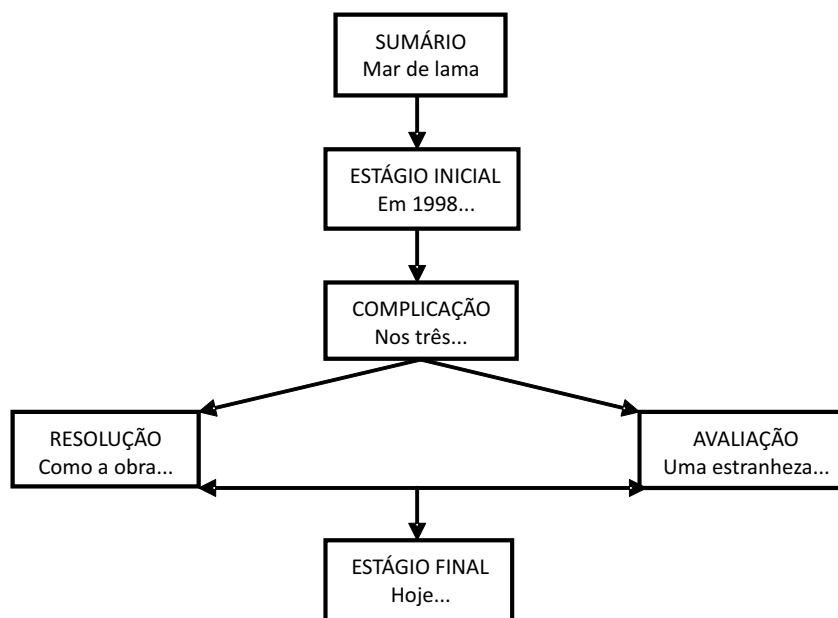 SUMÁRIO
Mar de lama
ESTÁGIO INICIAL
Em 1998...
COMPLICAÇÃO
Nos três...
RESOLUÇÃO
Como a obra...
AVALIAÇÃO
Uma estranheza...
ESTÁGIO FINAL
Hoje...